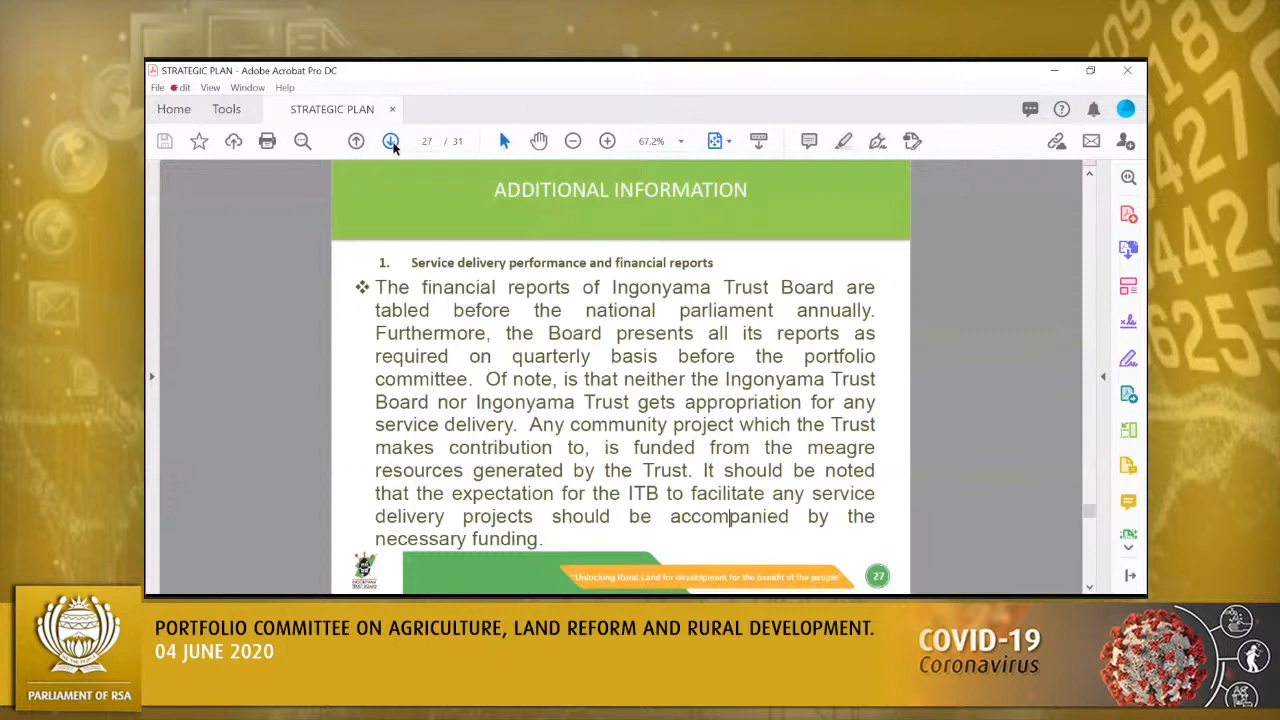 STRATEGIC PLAN - Adobe Acrobat Pro DC
File Edit View Window Help
Home Tools STRATEGIC PLAN ×
27 / 31 67.2%
ADDITIONAL INFORMATION
1. Service delivery performance and financial reports
❖ The financial reports of Ingonyama Trust Board are
tabled before the national parliament annually.
Furthermore, the Board presents all its reports as
required on quarterly basis before the portfolio
committee. Of note, is that neither the Ingonyama Trust
Board nor Ingonyama Trust gets appropriation for any
service delivery. Any community project which the Trust
makes contribution to, is funded from the meagre
resources generated by the Trust. It should be noted
that the expectation for the ITB to facilitate any service
delivery projects should be accompanied by the
necessary funding.
INGONYAMA
TRUST BOARD
"Unlocking Rural Land for development for the benefit of the people"
27
PORTFOLIO COMMITTEE ON AGRICULTURE, LAND REFORM AND RURAL DEVELOPMENT.
04 JUNE 2020
PARLIAMENT OF RSA
COVID-19
Coronavirus